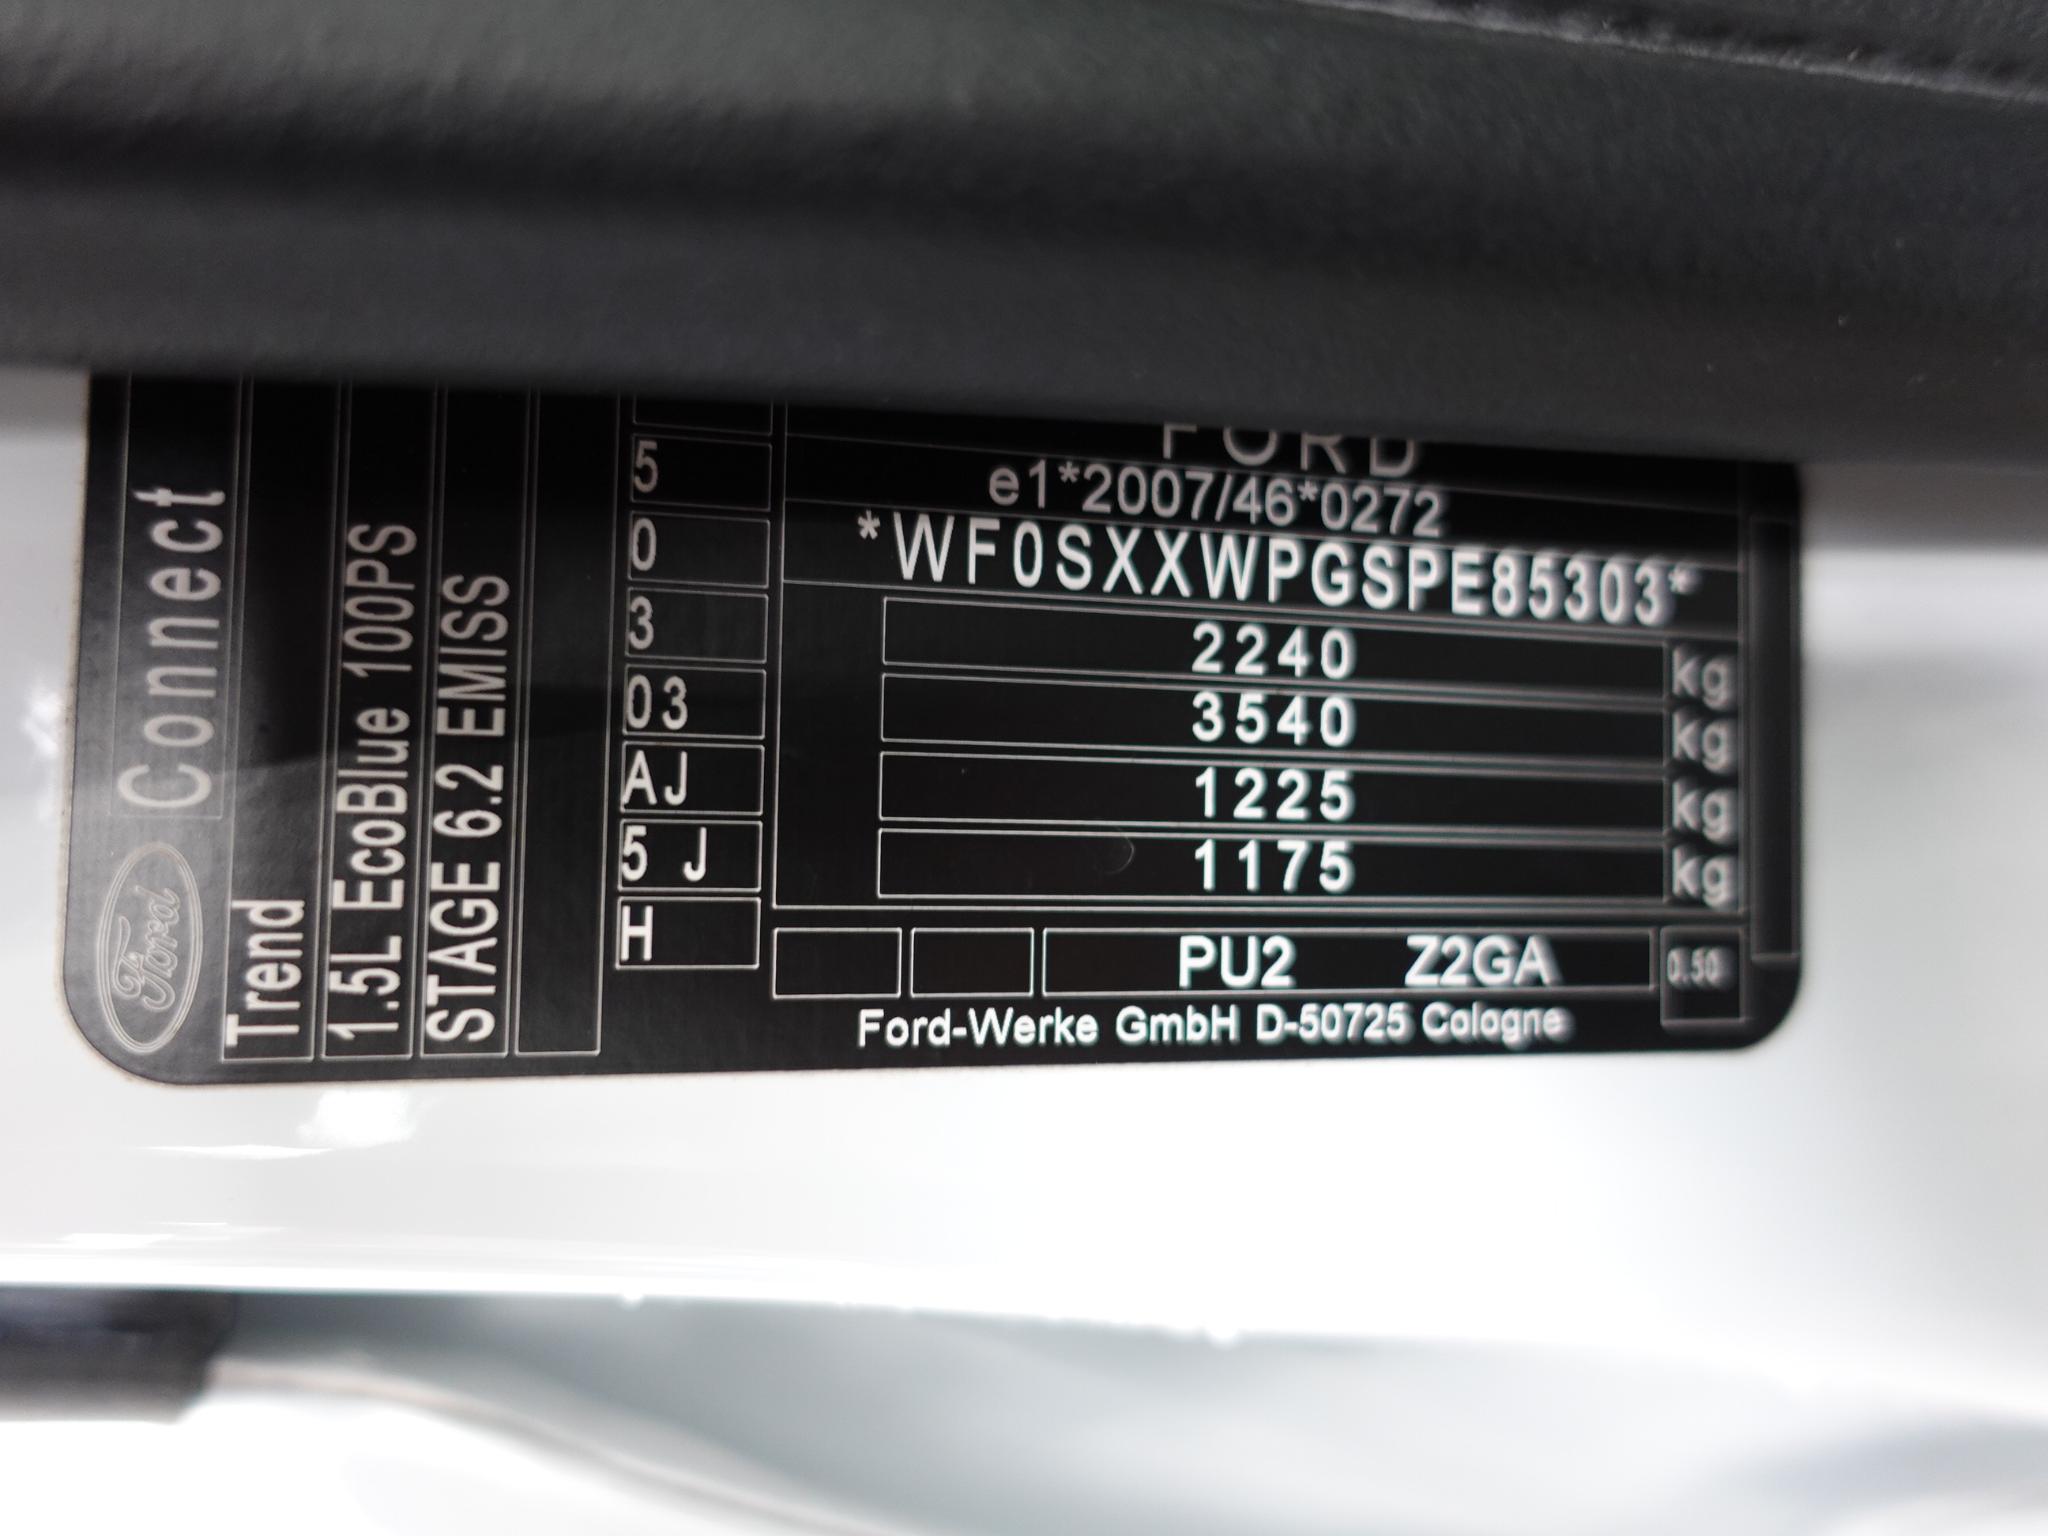 Ford Connect
Trend
1.5L EcoBlue 100PS
STAGE 6.2 EMISS
5
0
3
03
AJ
5 J
H
FORD
e1*2007/46*0272
*WF0SXXWPGSPE85303*
2240 kg
3540 kg
1225 kg
1175 kg
PU2 Z2GA 0.50
Ford-Werke GmbH D-50725 Cologne